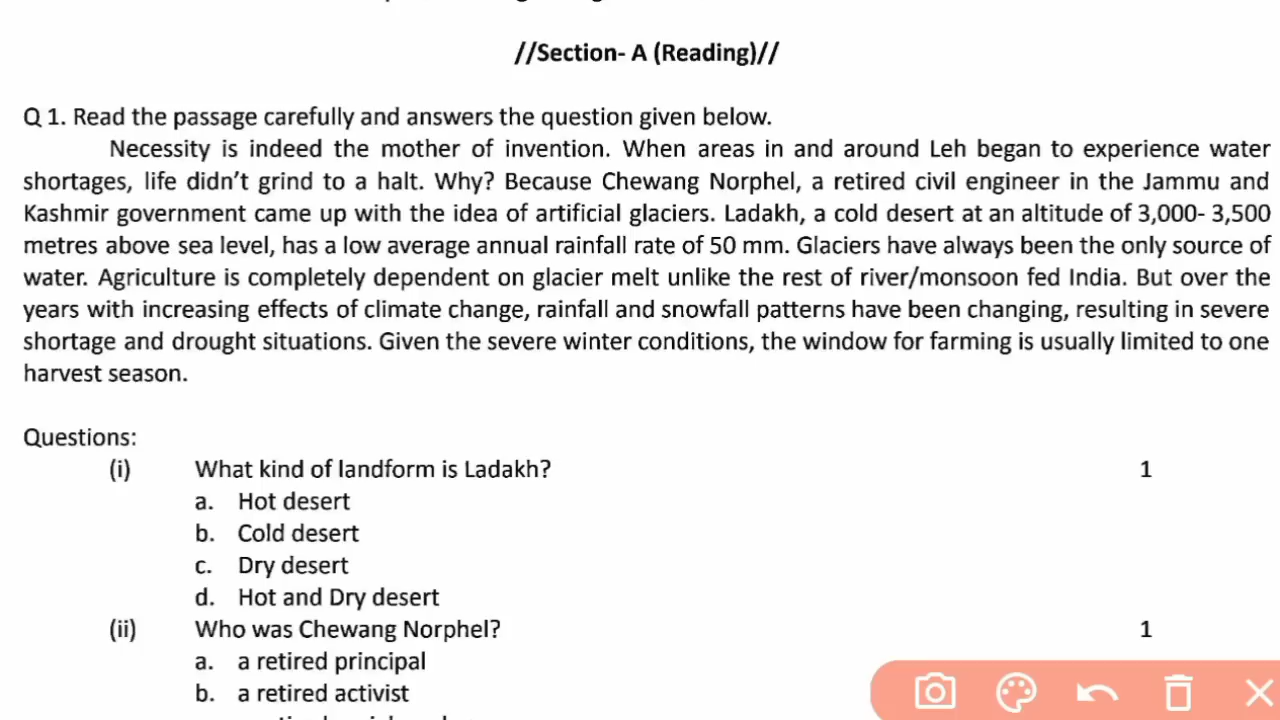 //Section- A (Reading)//
Q 1. Read the passage carefully and answers the question given below.
Necessity is indeed the mother of invention. When areas in and around Leh began to experience water
shortages, life didn't grind to a halt. Why? Because Chewang Norphel, a retired civil engineer in the Jammu and
Kashmir government came up with the idea of artificial glaciers. Ladakh, a cold desert at an altitude of 3,000- 3,500
metres above sea level, has a low average annual rainfall rate of 50 mm. Glaciers have always been the only source of
water. Agriculture is completely dependent on glacier melt unlike the rest of river/monsoon fed India. But over the
years with increasing effects of climate change, rainfall and snowfall patterns have been changing, resulting in severe
shortage and drought situations. Given the severe winter conditions, the window for farming is usually limited to one
harvest season.
Questions:
(i) What kind of landform is Ladakh? 1
a. Hot desert
b. Cold desert
c. Dry desert
d. Hot and Dry desert
(ii) Who was Chewang Norphel? 1
a. a retired principal
b. a retired activist